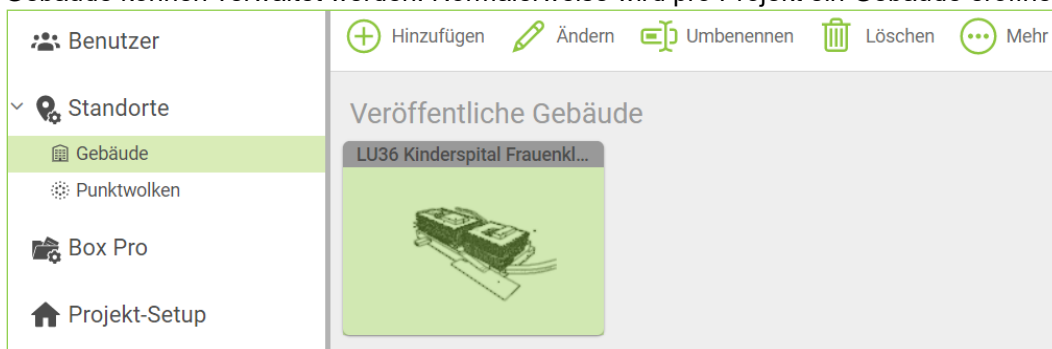 Gebäude können verwaltet werden. Normalerweise wird pro Projekt ein Gebäude eröffne
Benutzer
Standorte
Gebäude
Punktwolken
Box Pro
Projekt-Setup
Hinzufügen Ändern Umbenennen Löschen Mehr
Veröffentliche Gebäude
LU36 Kinderspital Frauenkl...